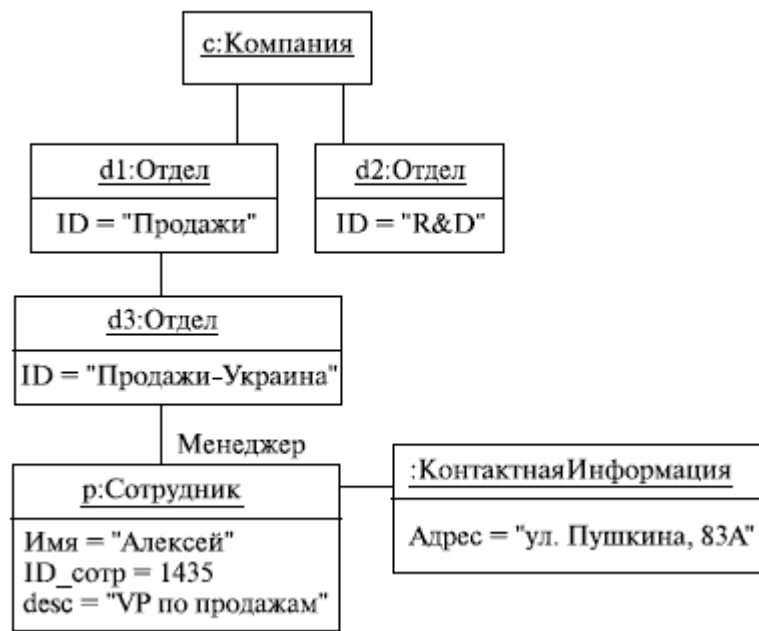 c:Компания
d1:Отдел
ID = "Продажи"
d2:Отдел
ID = "R&D"
d3:Отдел
ID = "Продажи-Украина"
Менеджер
p:Сотрудник
Имя = "Алексей"
ID_сотр = 1435
desc = "VP по продажам"
:КонтактнаяИнформация
Адрес = "ул. Пушкина, 83А"